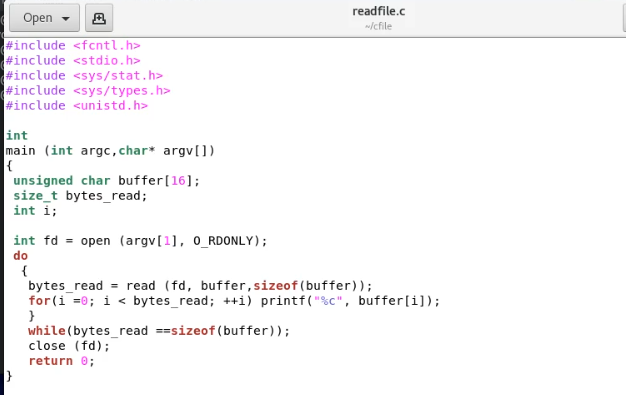 Open
readfile.c
~/cfile
#include <fcntl.h>
#include <stdio.h>
#include <sys/stat.h>
#include <sys/types.h>
#include <unistd.h>
int
main (int argc,char* argv[])
{
unsigned char buffer[16];
size_t bytes_read;
int i;
int fd = open (argv[1], O_RDONLY);
do
{
bytes_read = read (fd, buffer,sizeof(buffer));
for(i =0; i < bytes_read; ++i) printf("%c", buffer[i]);
}
while(bytes_read ==sizeof(buffer));
close (fd);
return 0;
}